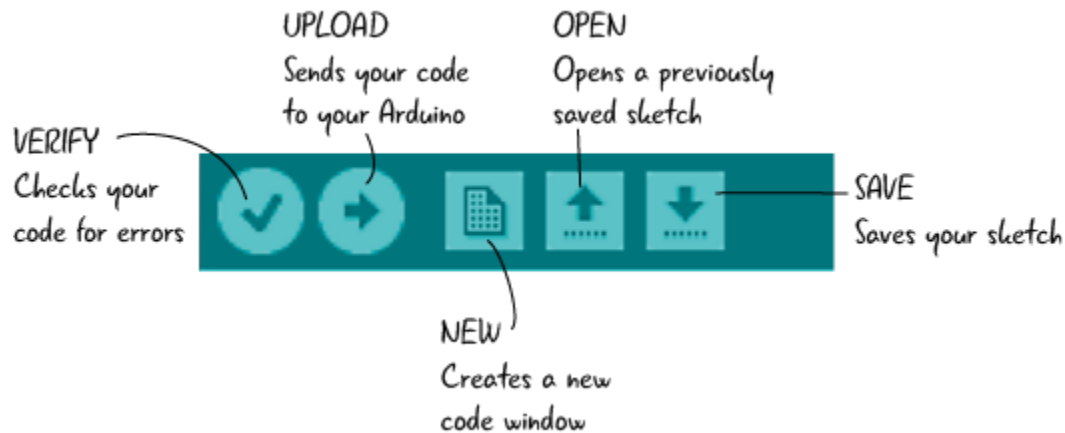 UPLOAD
Sends your code
to your Arduino
OPEN
Opens a previously
saved sketch
VERIFY
Checks your
code for errors
SAVE
Saves your sketch
NEW
Creates a new
code window